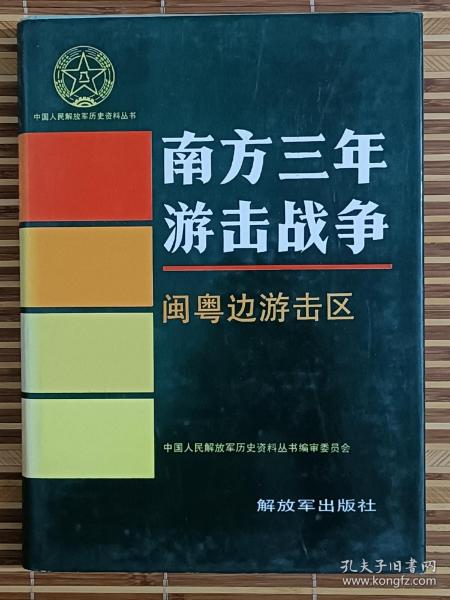 中国人民解放军历史资料丛书
南方三年
游击战争
闽粤边游击区
中国人民解放军历史资料丛书编审委员会
解放军出版社
孔夫子旧书网
www.kongfz.com